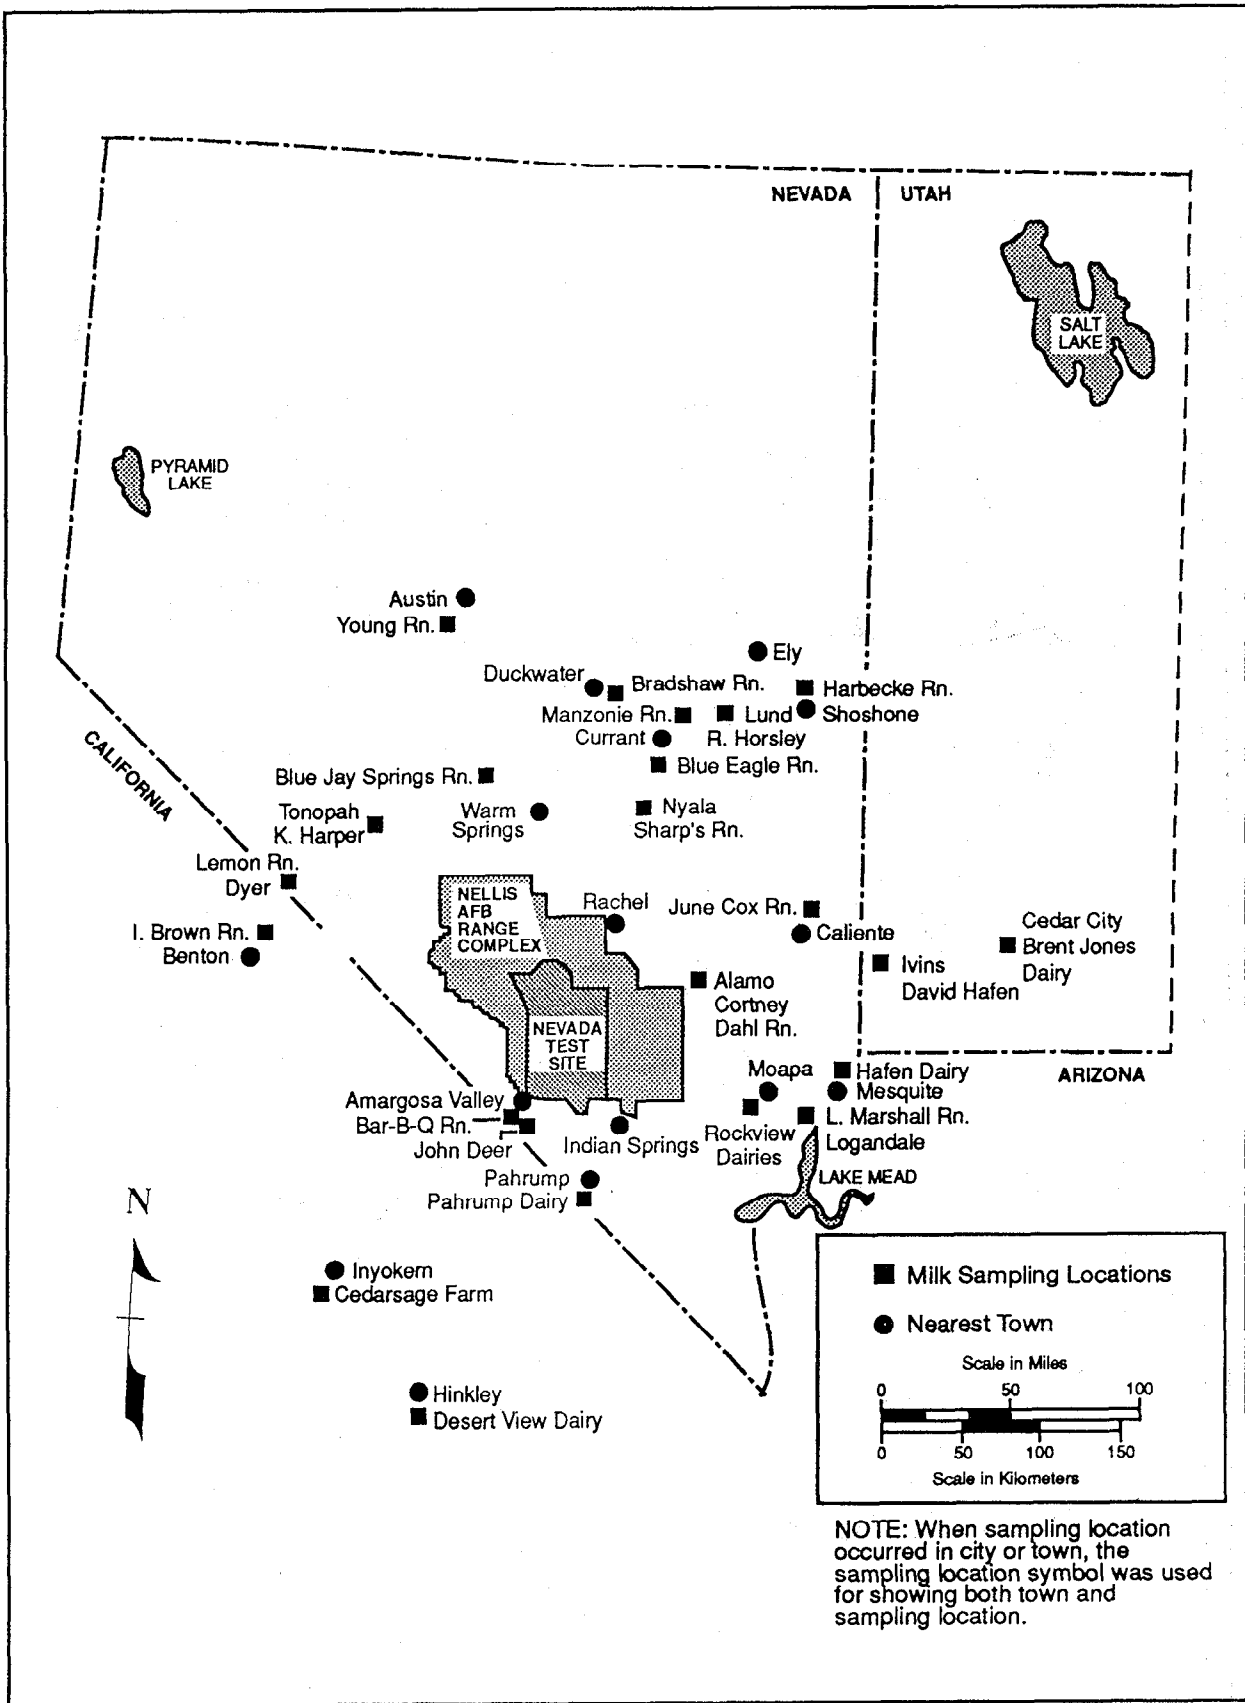 NEVADA
UTAH
SALT
LAKE
PYRAMID
LAKE
Austin
Young Rn.
Ely
Duckwater
Bradshaw Rn.
Harbecke Rn.
Manzonie Rn.
Lund
Shoshone
Currant
R. Horsley
Blue Eagle Rn.
CALIFORNIA
Blue Jay Springs Rn.
Tonopah
K. Harper
Warm
Springs
Nyala
Sharp's Rn.
Lemon Rn.
Dyer
NELLIS
AFB
RANGE
COMPLEX
Rachel
June Cox Rn.
Caliente
I. Brown Rn.
Benton
Cedar City
Brent Jones
Dairy
Ivins
David Hafen
Alamo
Cortney
Dahl Rn.
NEVADA
TEST
SITE
Moapa
Hafen Dairy
ARIZONA
Mesquite
Amargosa Valley
Bar-B-Q Rn.
John Deer
Indian Springs
Rockview
Dairies
L. Marshall Rn.
Logandale
Pahrump
Pahrump Dairy
LAKE MEAD
N
Inyokern
Cedarsage Farm
Hinkley
Desert View Dairy
Milk Sampling Locations
Nearest Town
Scale in Miles
0 50 100
0 50 100 150
Scale in Kilometers
NOTE: When sampling location
occurred in city or town, the
sampling location symbol was used
for showing both town and
sampling location.